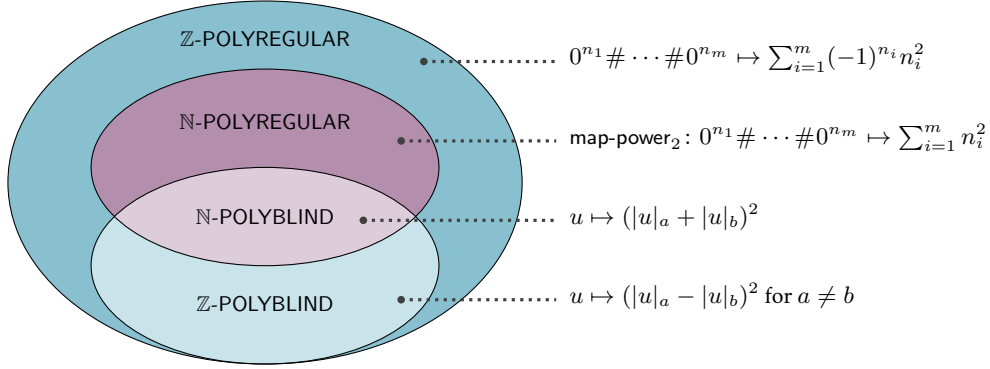 ℤ-POLYREGULAR
0^{n_1}#⋯#0^{n_m} ↦ ∑_{i=1}^{m}(-1)^{n_i}n_i^2
ℕ-POLYREGULAR
map-power_2: 0^{n_1}#⋯#0^{n_m} ↦ ∑_{i=1}^{m} n_i^2
ℕ-POLYBLIND
u ↦ (|u|_a + |u|_b)^2
ℤ-POLYBLIND
u ↦ (|u|_a − |u|_b)^2 for a ≠ b